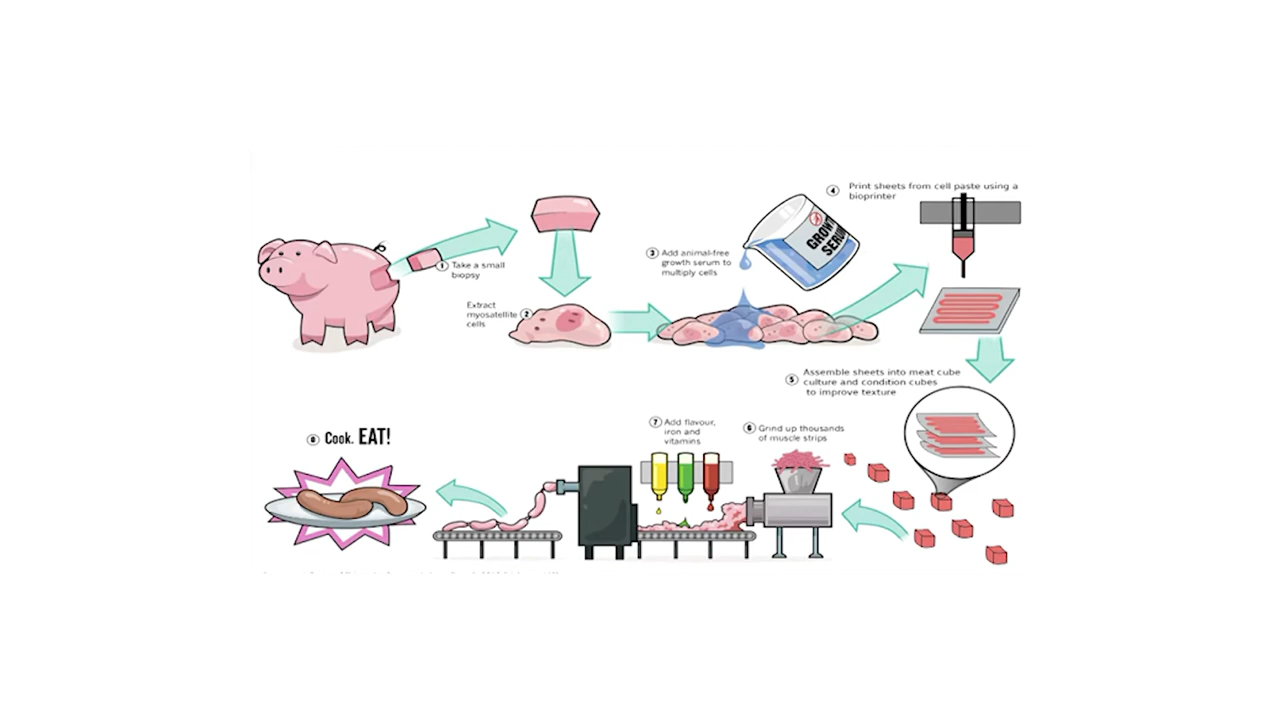 1 Take a small
biopsy
Extract
myosatellite 2
cells
3 Add animal-free
growth serum to
multiply cells
GROWT
SERUM
4 Print sheets from cell paste using a
bioprinter
5 Assemble sheets into meat cube
culture and condition cubes
to improve texture
6 Grind up thousands
of muscle strips
7 Add flavour,
iron and
vitamins
8 Cook. EAT!